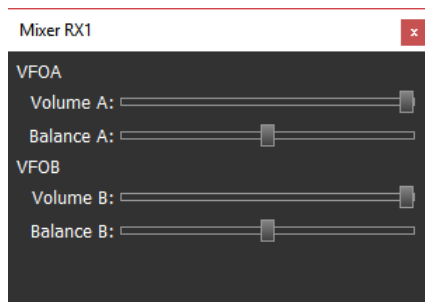 Mixer RX1
x
VFOA
Volume A:
Balance A:
VFOB
Volume B:
Balance B: